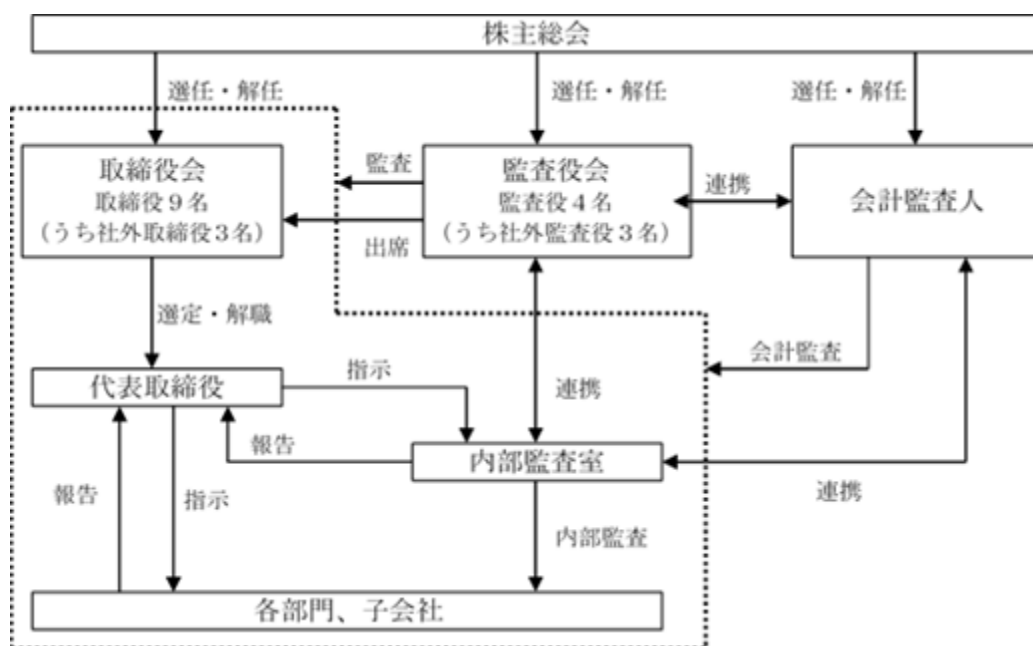 株主総会
選任・解任
選任・解任
選任・解任
取締役会
取締役９名
（うち社外取締役３名）
監査
出席
監査役会
監査役４名
（うち社外監査役３名）
連携
会計監査人
選定・解職
会計監査
代表取締役
指示
連携
報告
内部監査室
連携
報告
指示
内部監査
各部門、子会社